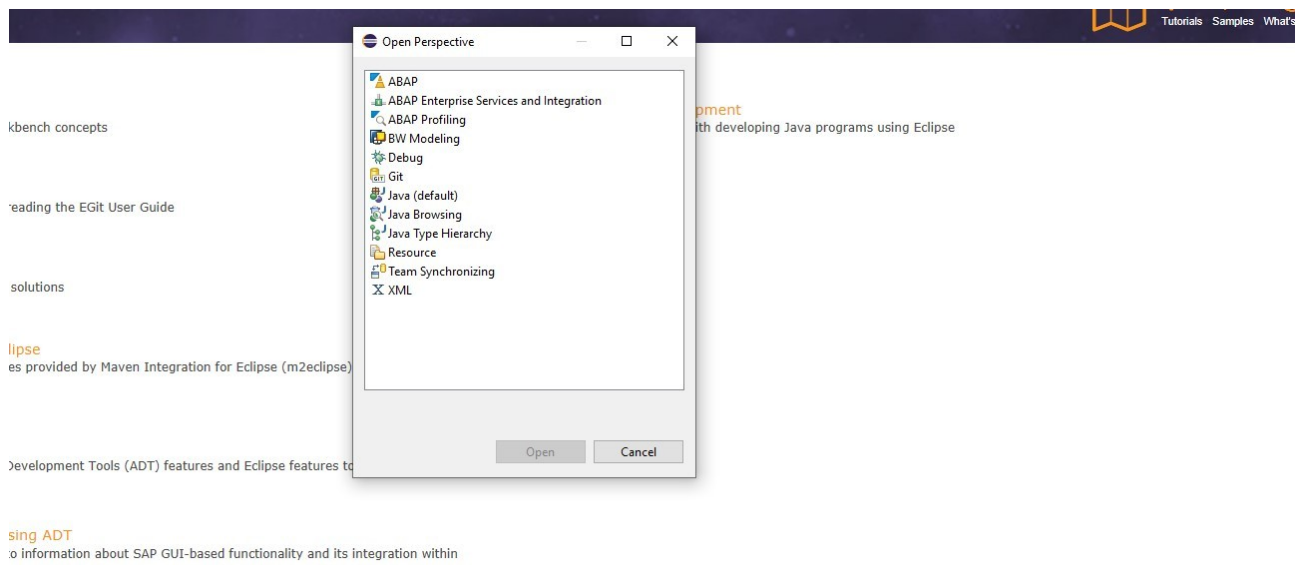 Tutorials Samples What's
Open Perspective
ABAP
ABAP Enterprise Services and Integration
ABAP Profiling
BW Modeling
Debug
Git
Java (default)
Java Browsing
Java Type Hierarchy
Resource
Team Synchronizing
XML
Open Cancel
pment
ith developing Java programs using Eclipse
kbench concepts
reading the EGit User Guide
solutions
lipse
es provided by Maven Integration for Eclipse (m2eclipse)
Development Tools (ADT) features and Eclipse features to
sing ADT
to information about SAP GUI-based functionality and its integration within